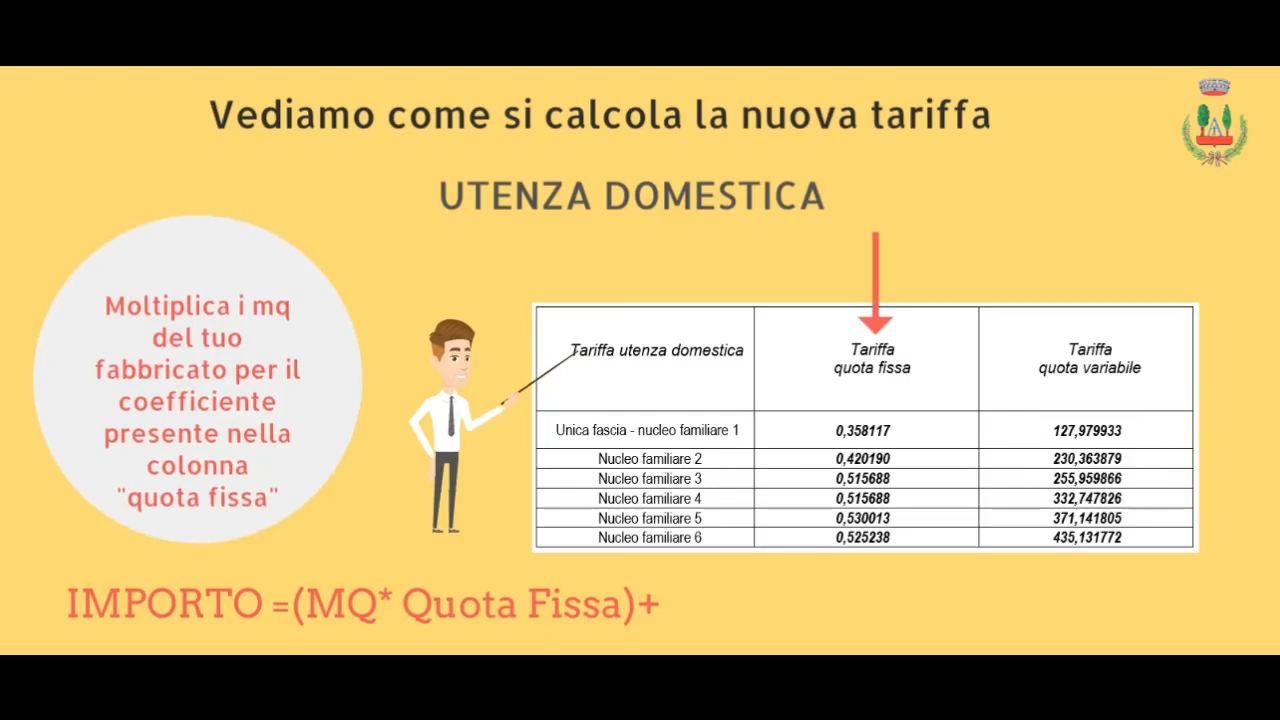 Vediamo come si calcola la nuova tariffa
UTENZA DOMESTICA
Moltiplica i mq
del tuo
fabbricato per il
coefficiente
presente nella
colonna
"quota fissa"
Tariffa utenza domestica Tariffa quota fissa Tariffa quota variabile
Unica fascia - nucleo familiare 1 0,358117 127,979933
Nucleo familiare 2 0,420190 230,363879
Nucleo familiare 3 0,515688 255,959866
Nucleo familiare 4 0,515688 332,747826
Nucleo familiare 5 0,530013 371,141805
Nucleo familiare 6 0,525238 435,131772
IMPORTO =(MQ* Quota Fissa)+